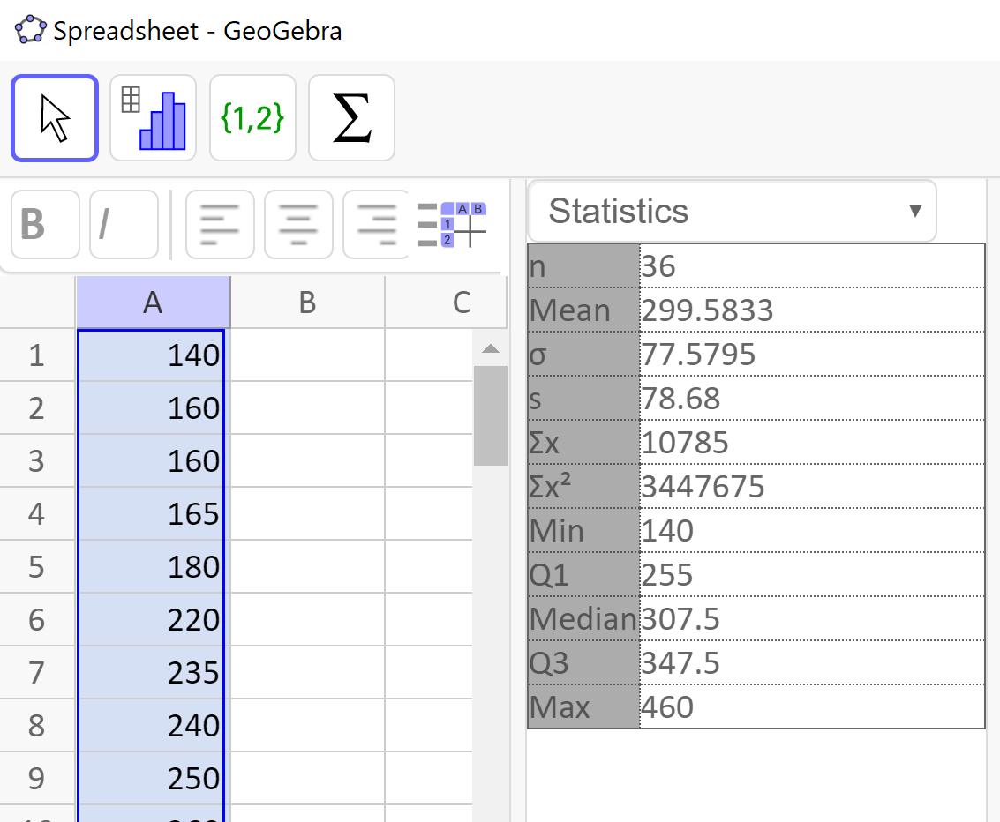 Spreadsheet - GeoGebra
{1,2} Σ
B I A B 1 2
Statistics ▼
A B C
1 140
2 160
3 160
4 165
5 180
6 220
7 235
8 240
9 250
n 36
Mean 299.5833
σ 77.5795
s 78.68
Σx 10785
Σx² 3447675
Min 140
Q1 255
Median 307.5
Q3 347.5
Max 460